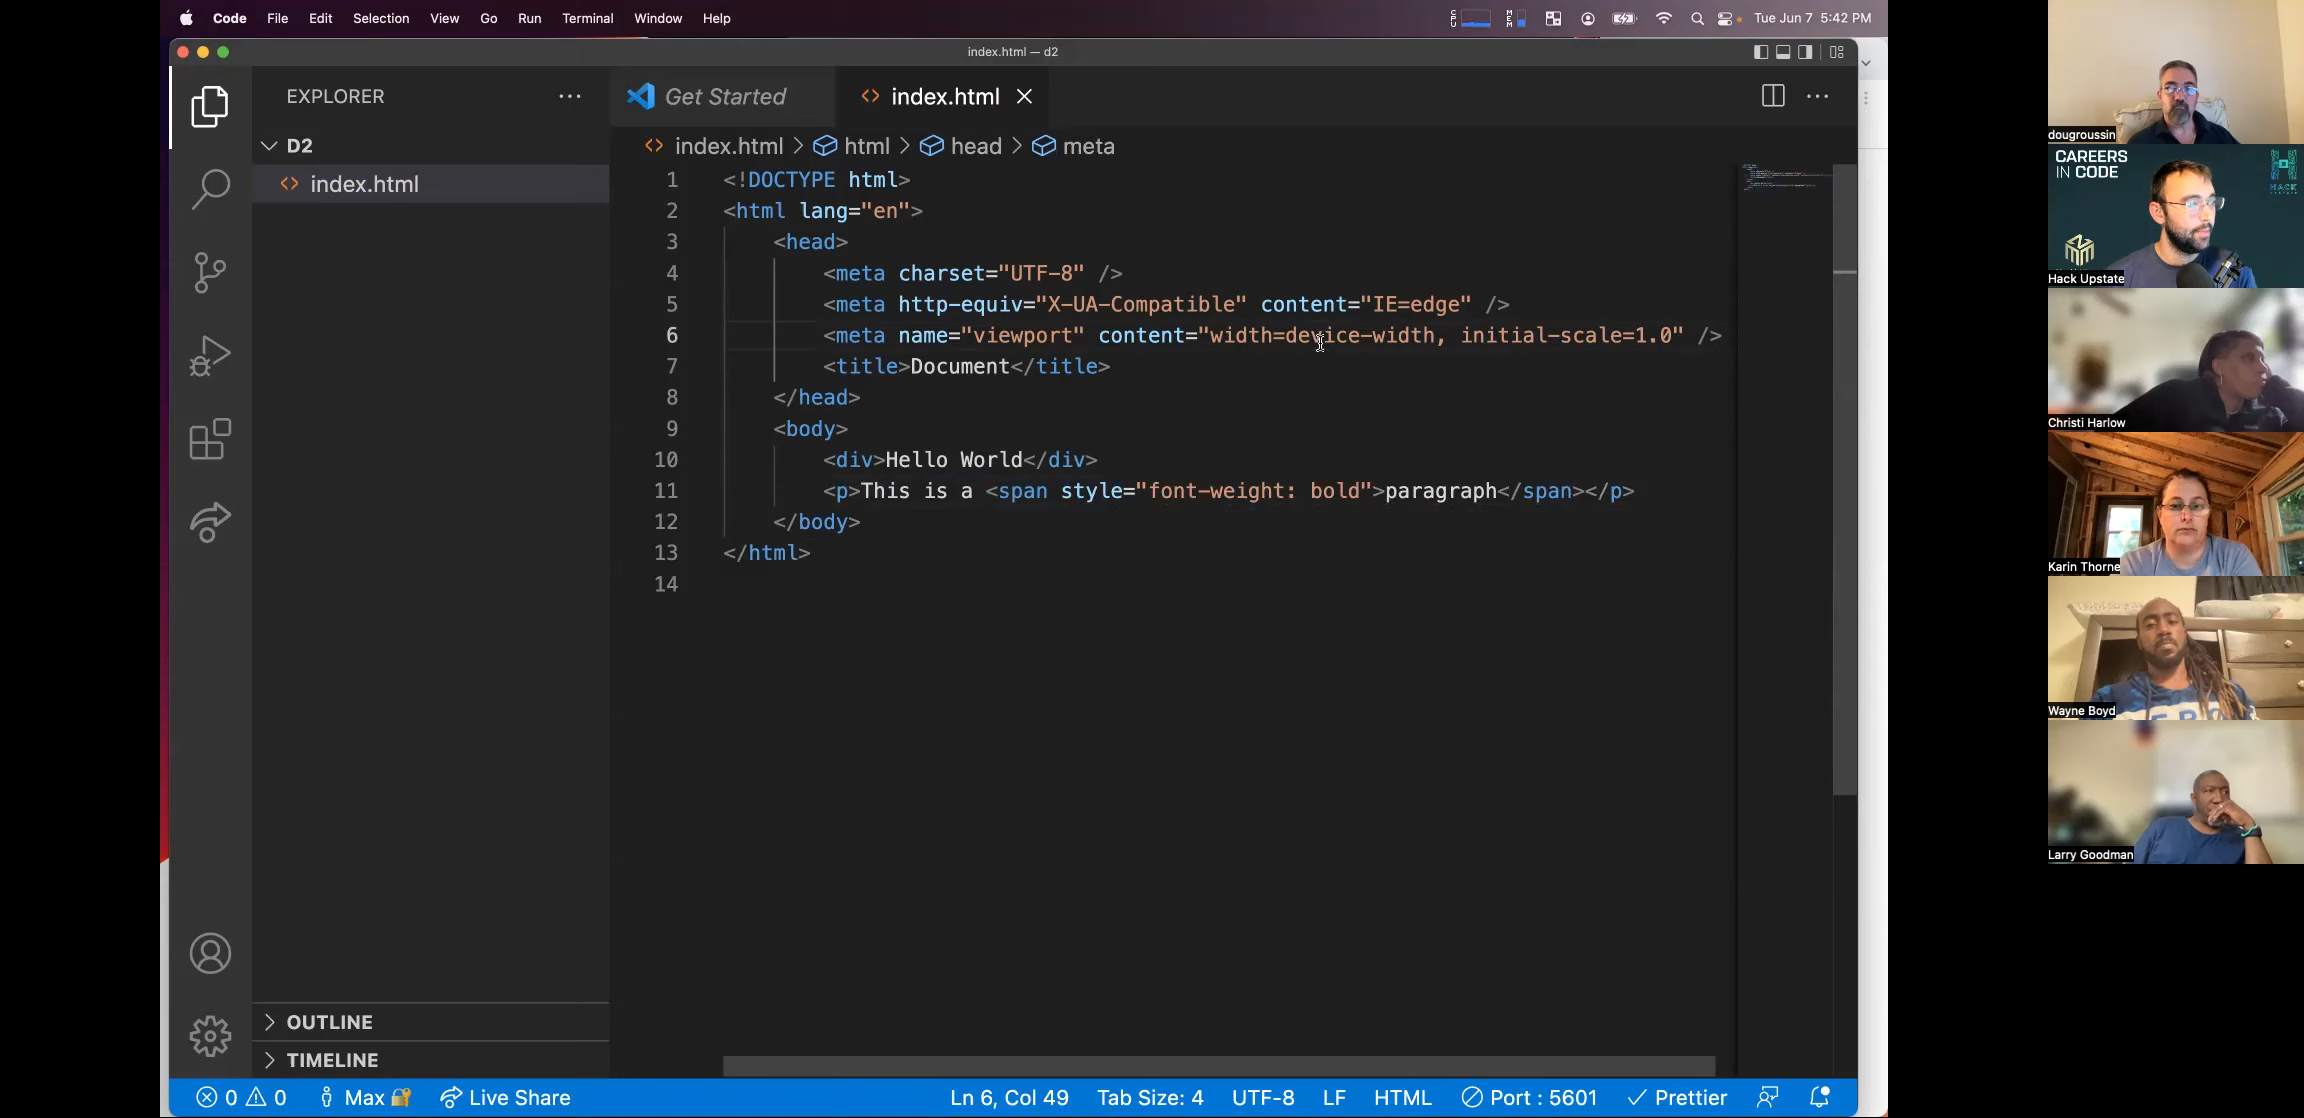 Code File Edit Selection View Go Run Terminal Window Help
CPU MEM Tue Jun 7 5:42 PM
index.html — d2
EXPLORER
D2
index.html
OUTLINE
TIMELINE
Get Started index.html
index.html > html > head > meta
1 <!DOCTYPE html>
2 <html lang="en">
3 <head>
4 <meta charset="UTF-8" />
5 <meta http-equiv="X-UA-Compatible" content="IE=edge" />
6 <meta name="viewport" content="width=device-width, initial-scale=1.0" />
7 <title>Document</title>
8 </head>
9 <body>
10 <div>Hello World</div>
11 <p>This is a <span style="font-weight: bold">paragraph</span></p>
12 </body>
13 </html>
14
0 0 Max Live Share Ln 6, Col 49 Tab Size: 4 UTF-8 LF HTML Port : 5601 Prettier
dougroussin
CAREERS
IN CODE
HACK
Hack Upstate
Christi Harlow
Karin Thorne
Wayne Boyd
Larry Goodman